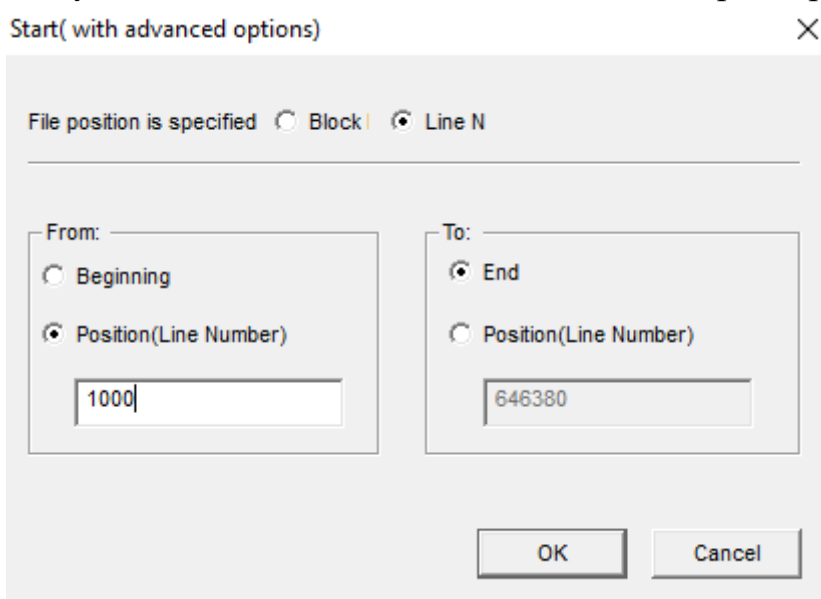 Start( with advanced options)
File position is specified Block Line N
From:
Beginning
Position(Line Number)
1000
To:
End
Position(Line Number)
646380
OK Cancel